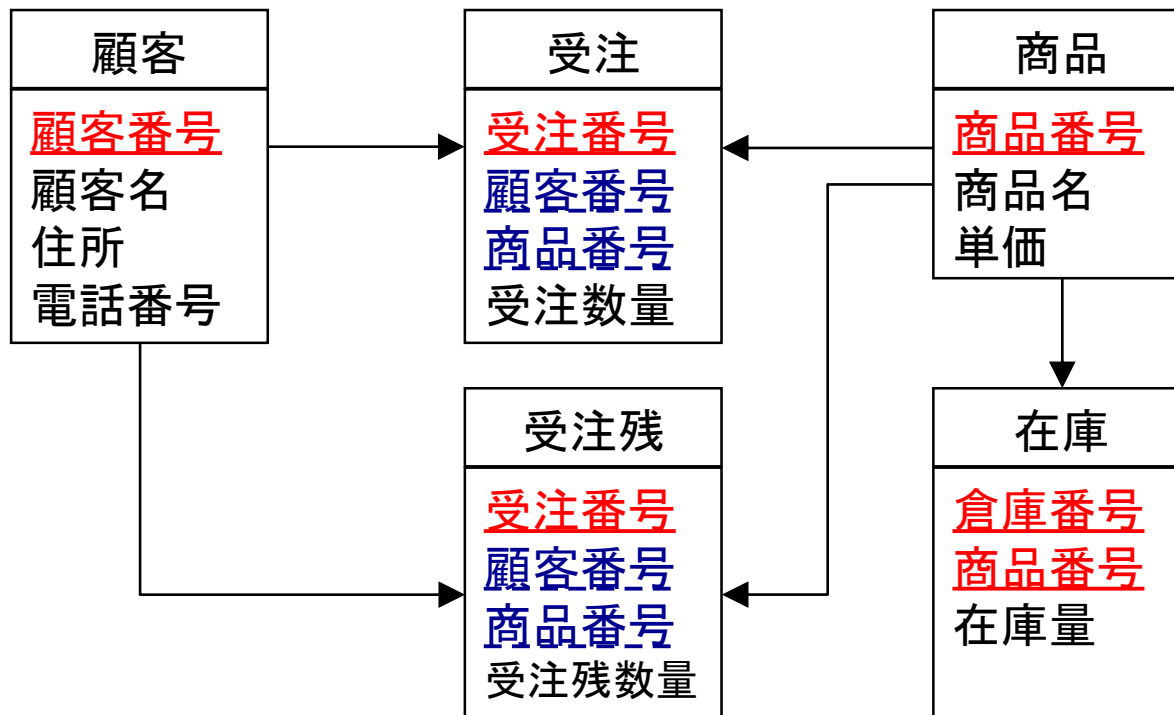 顧客
顧客番号
顧客名
住所
電話番号
受注
受注番号
顧客番号
商品番号
受注数量
商品
商品番号
商品名
単価
受注残
受注番号
顧客番号
商品番号
受注残数量
在庫
倉庫番号
商品番号
在庫量